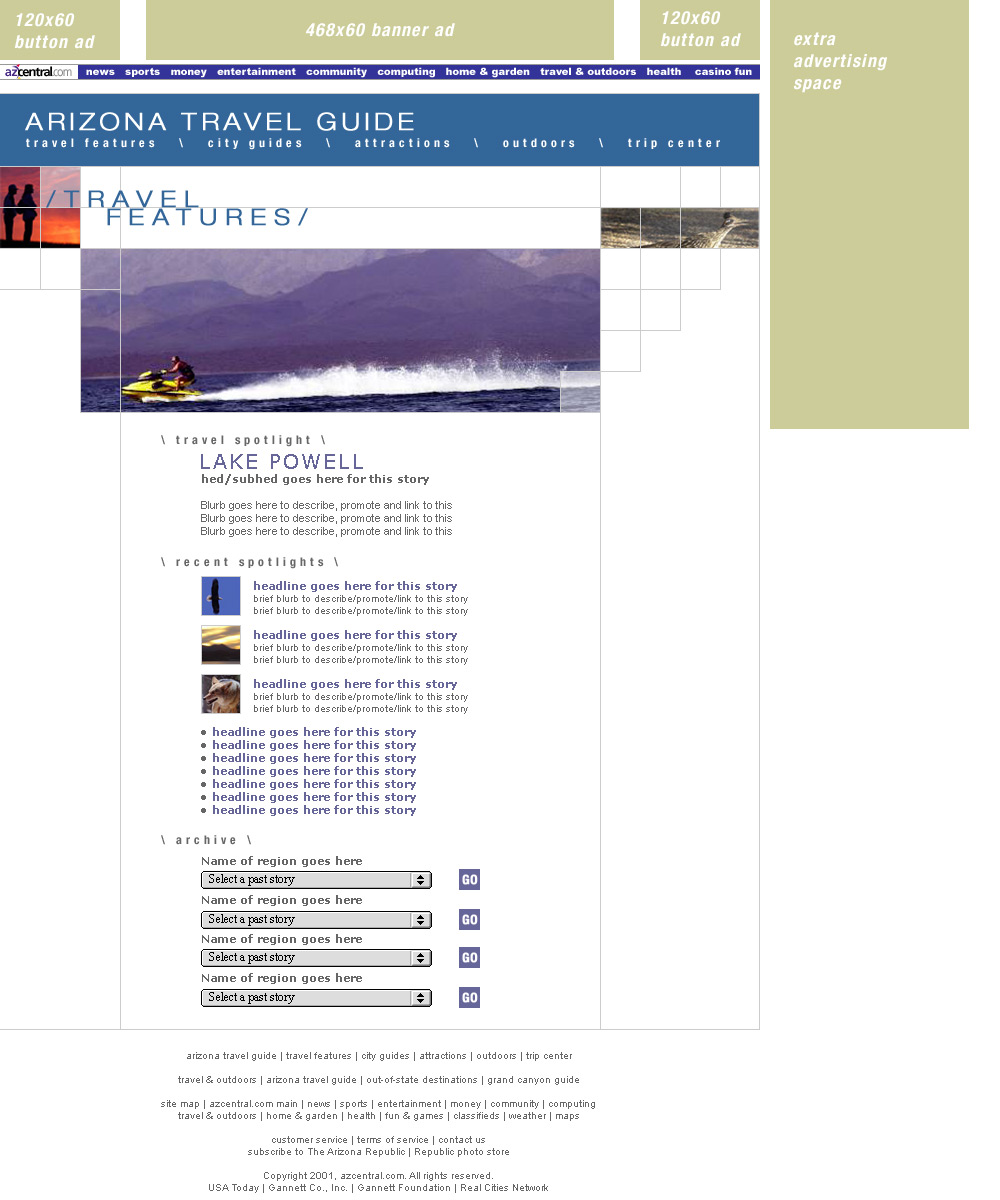 120x60
button ad
468x60 banner ad
120x60
button ad
extra
advertising
space
azcentral.com news sports money entertainment community computing home & garden travel & outdoors health casino fun
ARIZONA TRAVEL GUIDE
travel features \ city guides \ attractions \ outdoors \ trip center
/TRAVEL
FEATURES/
\ travel spotlight \
LAKE POWELL
hed/subhed goes here for this story
Blurb goes here to describe, promote and link to this
Blurb goes here to describe, promote and link to this
Blurb goes here to describe, promote and link to this
\ recent spotlights \
headline goes here for this story
brief blurb to describe/promote/link to this story
brief blurb to describe/promote/link to this story
headline goes here for this story
brief blurb to describe/promote/link to this story
brief blurb to describe/promote/link to this story
headline goes here for this story
brief blurb to describe/promote/link to this story
brief blurb to describe/promote/link to this story
• headline goes here for this story
• headline goes here for this story
• headline goes here for this story
• headline goes here for this story
• headline goes here for this story
• headline goes here for this story
• headline goes here for this story
\ archive \
Name of region goes here
Select a past story GO
Name of region goes here
Select a past story GO
Name of region goes here
Select a past story GO
Name of region goes here
Select a past story GO
arizona travel guide | travel features | city guides | attractions | outdoors | trip center
travel & outdoors | arizona travel guide | out-of-state destinations | grand canyon guide
site map | azcentral.com main | news | sports | entertainment | money | community | computing
travel & outdoors | home & garden | health | fun & games | classifieds | weather | maps
customer service | terms of service | contact us
subscribe to The Arizona Republic | Republic photo store
Copyright 2001, azcentral.com. All rights reserved.
USA Today | Gannett Co., Inc. | Gannett Foundation | Real Cities Network